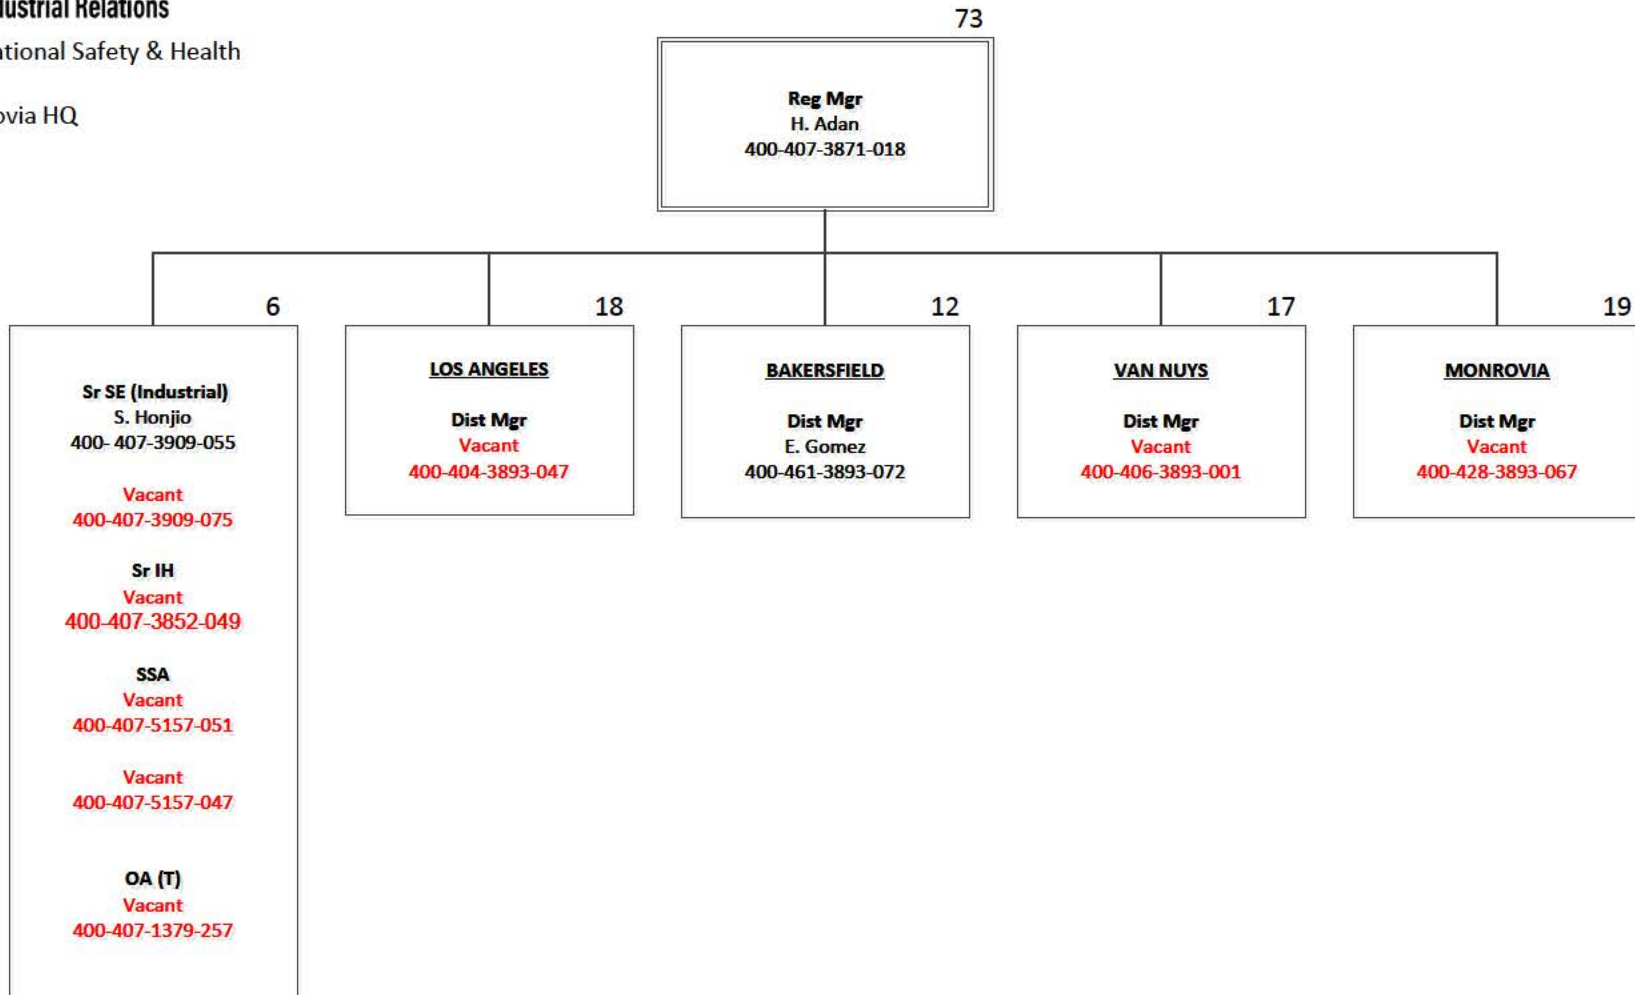 Relations
Safety & Health
HQ
73
Reg Mgr
H. Adan
400-407-3871-018
6
Sr SE (Industrial)
S. Honjio
400- 407-3909-055
Vacant
400-407-3909-075
Sr IH
Vacant
400-407-3852-049
SSA
Vacant
400-407-5157-051
Vacant
400-407-5157-047
OA (T)
Vacant
400-407-1379-257
18
LOS ANGELES
Dist Mgr
Vacant
400-404-3893-047
12
BAKERSFIELD
Dist Mgr
E. Gomez
400-461-3893-072
17
VAN NUYS
Dist Mgr
Vacant
400-406-3893-001
19
MONROVIA
Dist Mgr
Vacant
400-428-3893-067